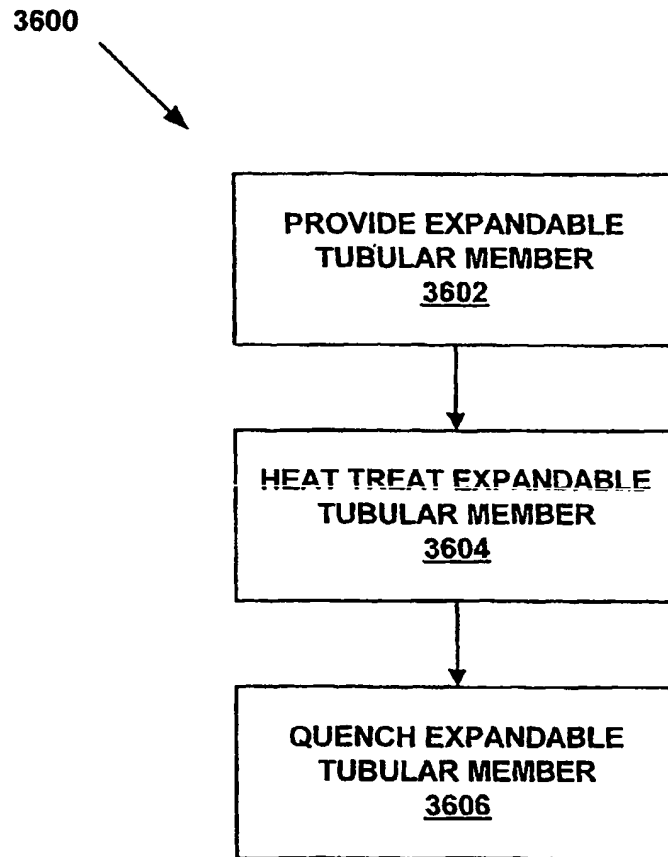 3600
PROVIDE EXPANDABLE
TUBULAR MEMBER
3602
HEAT TREAT EXPANDABLE
TUBULAR MEMBER
3604
QUENCH EXPANDABLE
TUBULAR MEMBER
3606